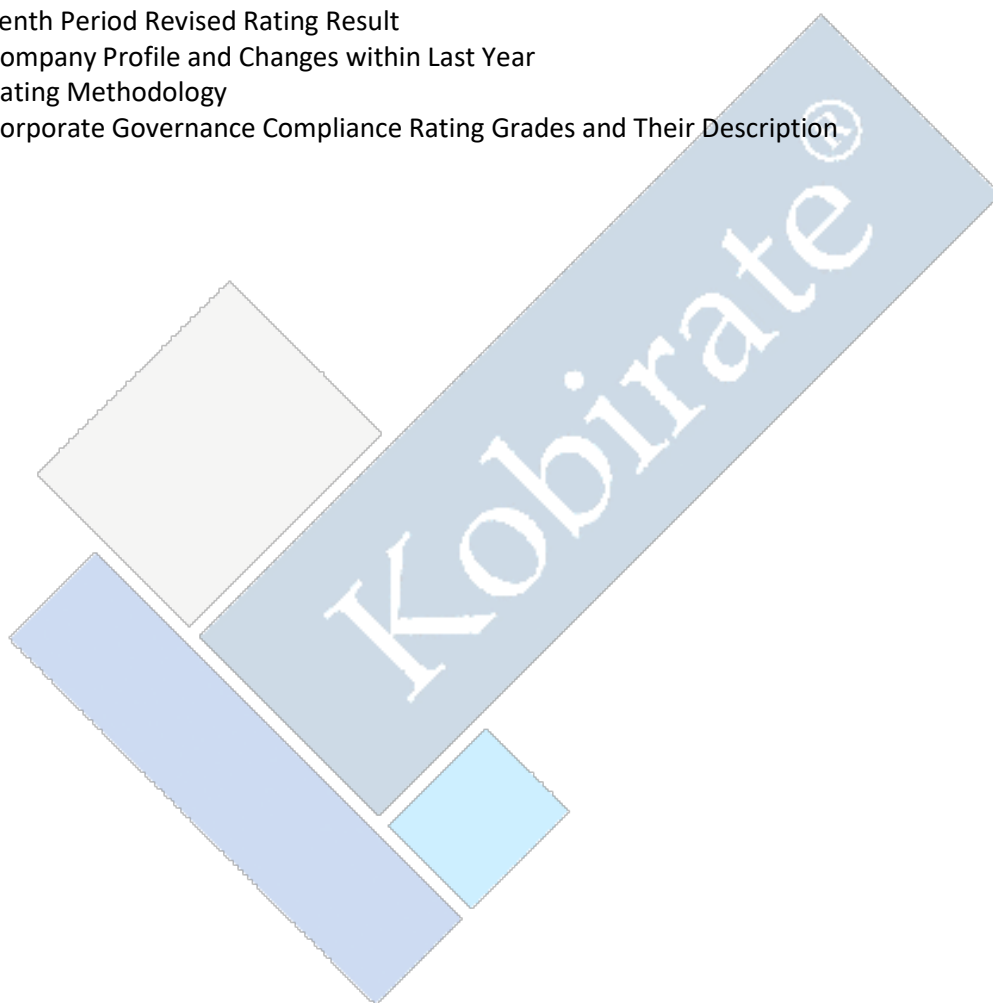 enth Period Revised Rating Result
ompany Profile and Changes within Last Year
ating Methodology
orporate Governance Compliance Rating Grades and Their Description
Kobirate®